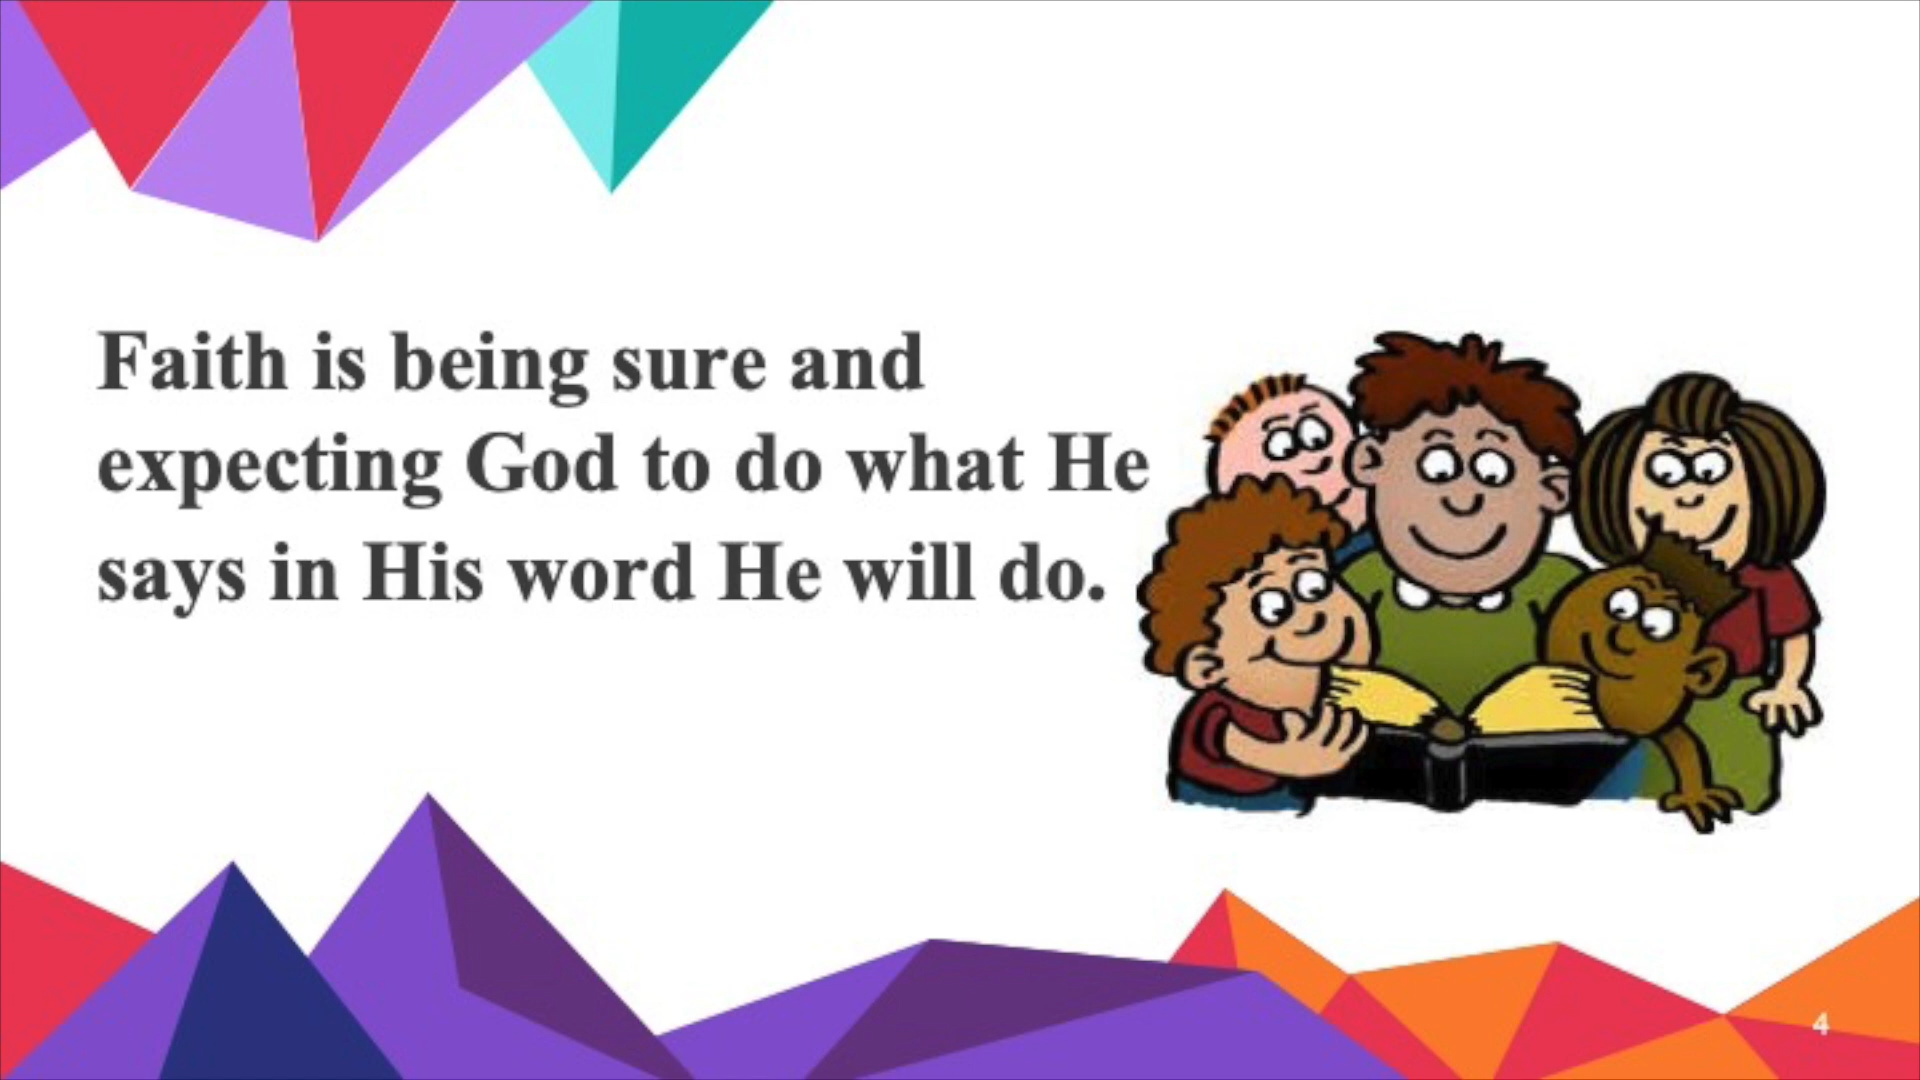 Faith is being sure and
expecting God to do what He
says in His word He will do.
4